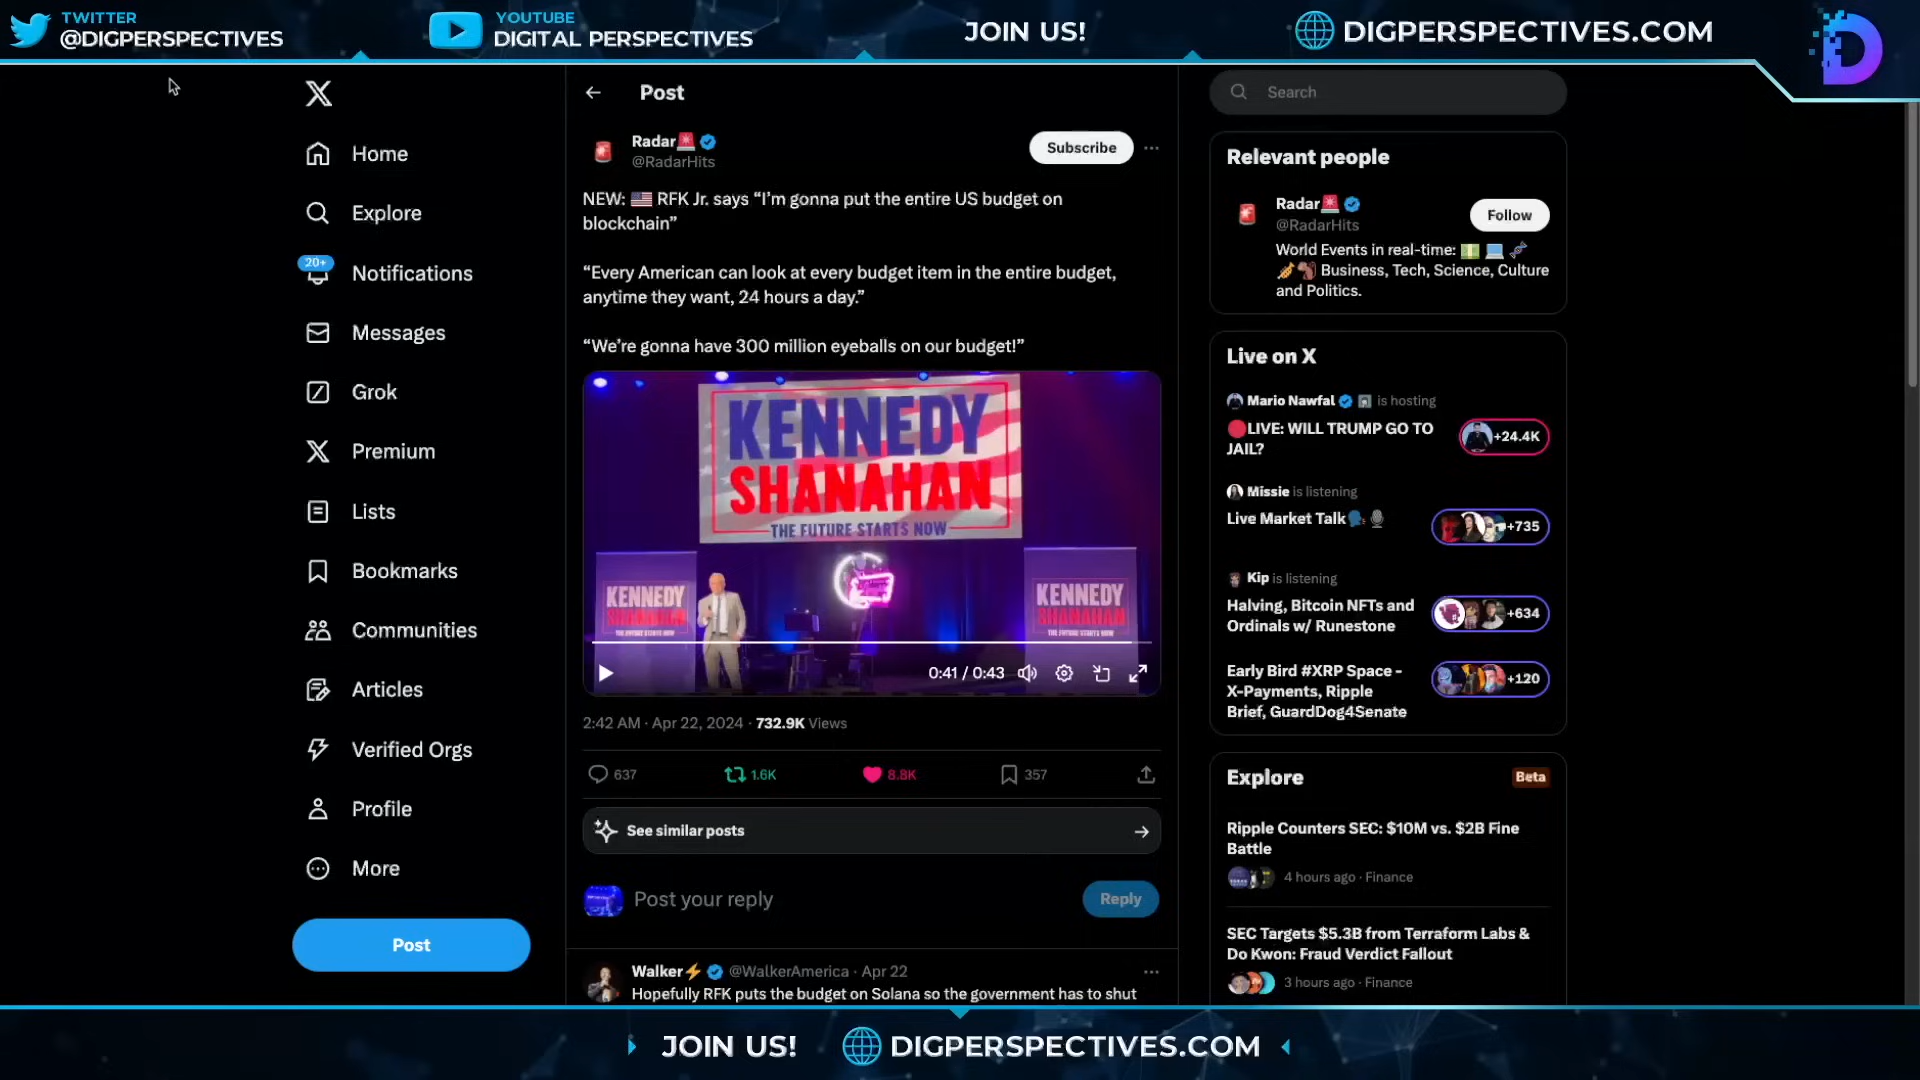 TWITTER
@DIGPERSPECTIVES
YOUTUBE
DIGITAL PERSPECTIVES
JOIN US!
DIGPERSPECTIVES.COM
Home
Explore
20+
Notifications
Messages
Grok
Premium
Lists
Bookmarks
Communities
Articles
Verified Orgs
Profile
More
Post
Post
Radar🚨
@RadarHits
Subscribe
NEW: 🇺🇸 RFK Jr. says “I’m gonna put the entire US budget on
blockchain”
“Every American can look at every budget item in the entire budget,
anytime they want, 24 hours a day.”
“We’re gonna have 300 million eyeballs on our budget!”
KENNEDY
SHANAHAN
THE FUTURE STARTS NOW
KENNEDY
SHANAHAN
THE FUTURE STARTS NOW
KENNEDY
SHANAHAN
THE FUTURE STARTS NOW
0:41 / 0:43
2:42 AM · Apr 22, 2024 · 732.9K Views
637
1.6K
8.8K
357
See similar posts
Post your reply
Reply
Walker⚡ @WalkerAmerica · Apr 22
Hopefully RFK puts the budget on Solana so the government has to shut
Search
Relevant people
Radar🚨
@RadarHits
Follow
World Events in real-time: 💵 💻 🧬
🎺🐿️ Business, Tech, Science, Culture
and Politics.
Live on X
Mario Nawfal is hosting
🔴LIVE: WILL TRUMP GO TO
JAIL?
+24.4K
Missie is listening
Live Market Talk🗣️🎙️
+735
Kip is listening
Halving, Bitcoin NFTs and
Ordinals w/ Runestone
+634
Early Bird #XRP Space -
X-Payments, Ripple
Brief, GuardDog4Senate
+120
Explore
Beta
Ripple Counters SEC: $10M vs. $2B Fine
Battle
4 hours ago · Finance
SEC Targets $5.3B from Terraform Labs &
Do Kwon: Fraud Verdict Fallout
3 hours ago · Finance
JOIN US!
DIGPERSPECTIVES.COM